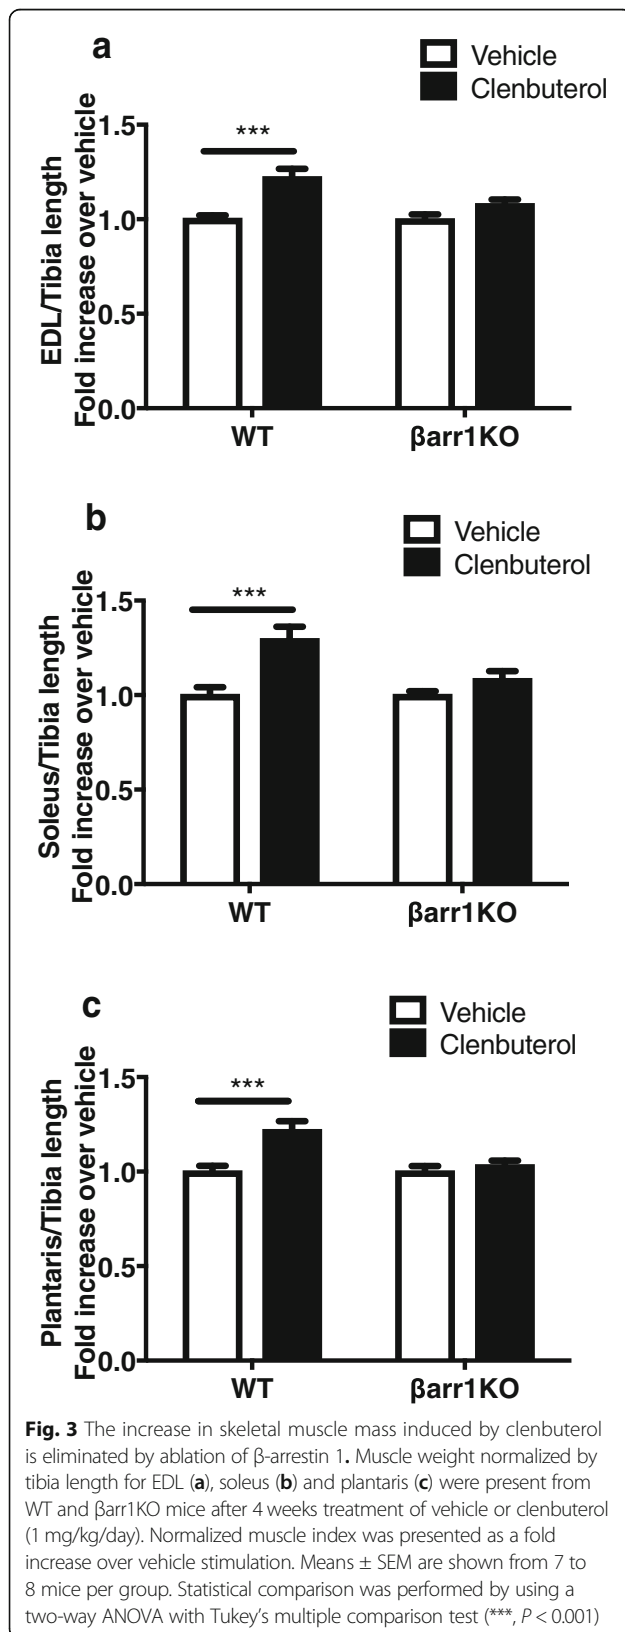 a
Vehicle
Clenbuterol
EDL/Tibia length
Fold increase over vehicle
1.5
1.0
0.5
0.0
***
WT
βarr1KO
b
Vehicle
Clenbuterol
Soleus/Tibia length
Fold increase over vehicle
1.5
1.0
0.5
0.0
***
WT
βarr1KO
c
Vehicle
Clenbuterol
Plantaris/Tibia length
Fold increase over vehicle
1.5
1.0
0.5
0.0
***
WT
βarr1KO
Fig. 3 The increase in skeletal muscle mass induced by clenbuterol
is eliminated by ablation of β-arrestin 1. Muscle weight normalized by
tibia length for EDL (a), soleus (b) and plantaris (c) were present from
WT and βarr1KO mice after 4 weeks treatment of vehicle or clenbuterol
(1 mg/kg/day). Normalized muscle index was presented as a fold
increase over vehicle stimulation. Means ± SEM are shown from 7 to
8 mice per group. Statistical comparison was performed by using a
two-way ANOVA with Tukey's multiple comparison test (***, P < 0.001)